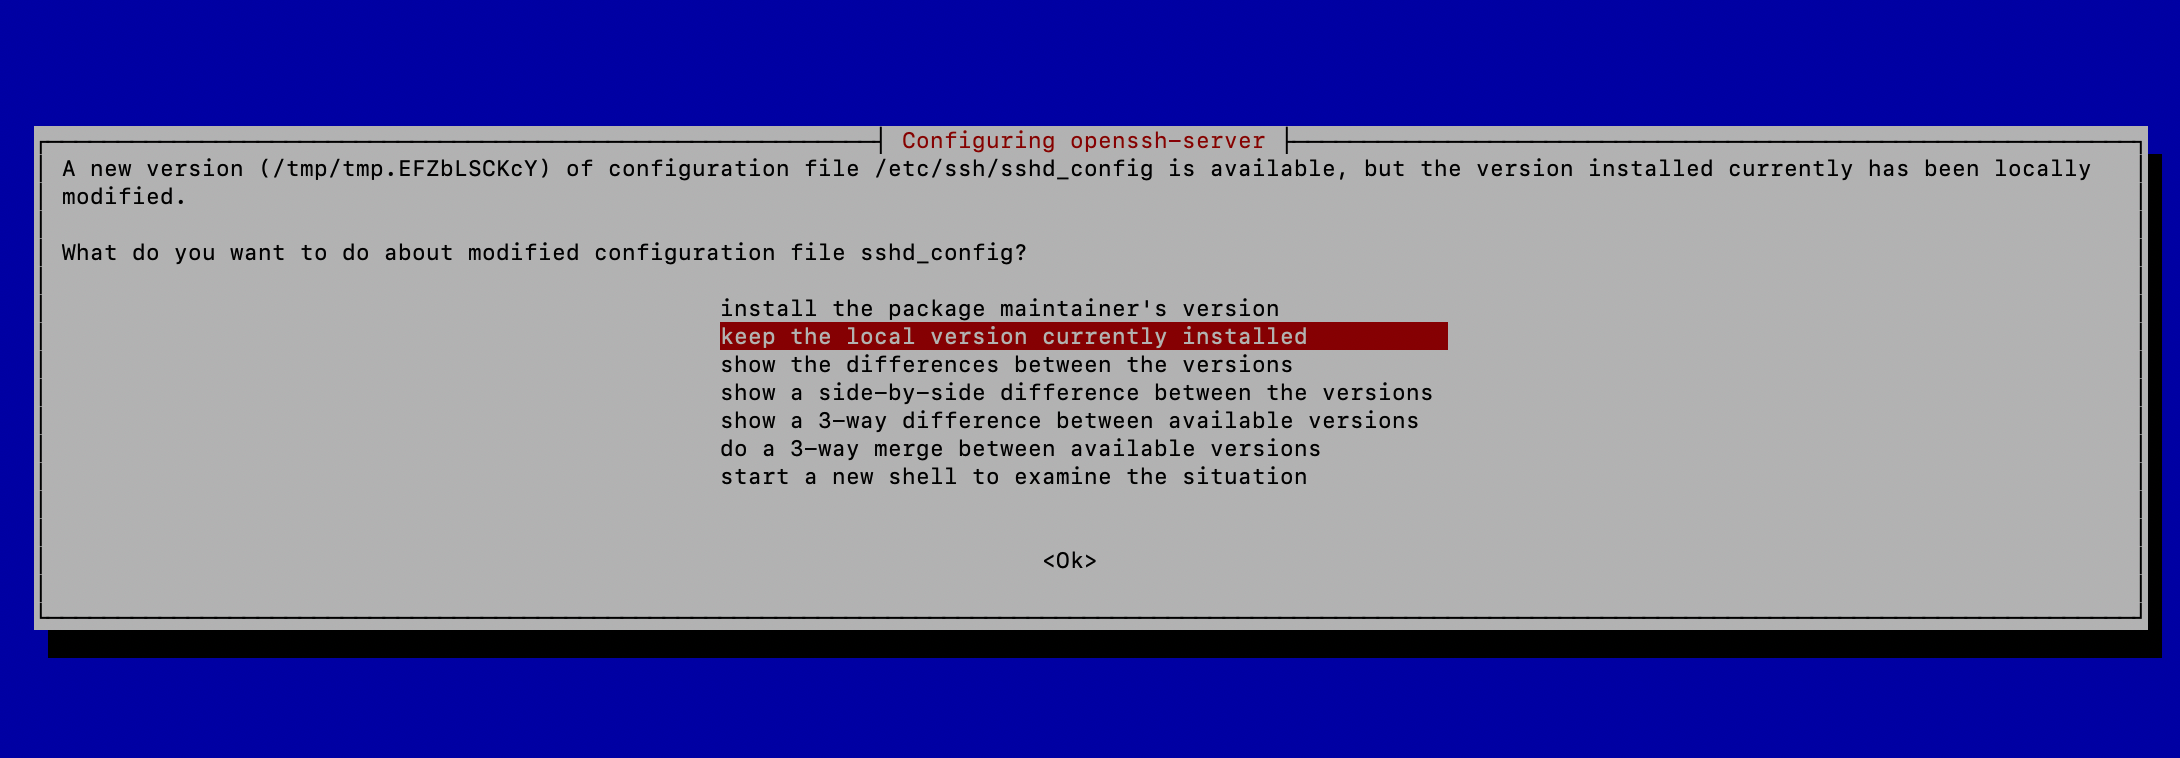 Configuring openssh-server
A new version (/tmp/tmp.EFZbLSCKcY) of configuration file /etc/ssh/sshd_config is available, but the version installed currently has been locally
modified.
What do you want to do about modified configuration file sshd_config?
install the package maintainer's version
keep the local version currently installed
show the differences between the versions
show a side-by-side difference between the versions
show a 3-way difference between available versions
do a 3-way merge between available versions
start a new shell to examine the situation
<Ok>